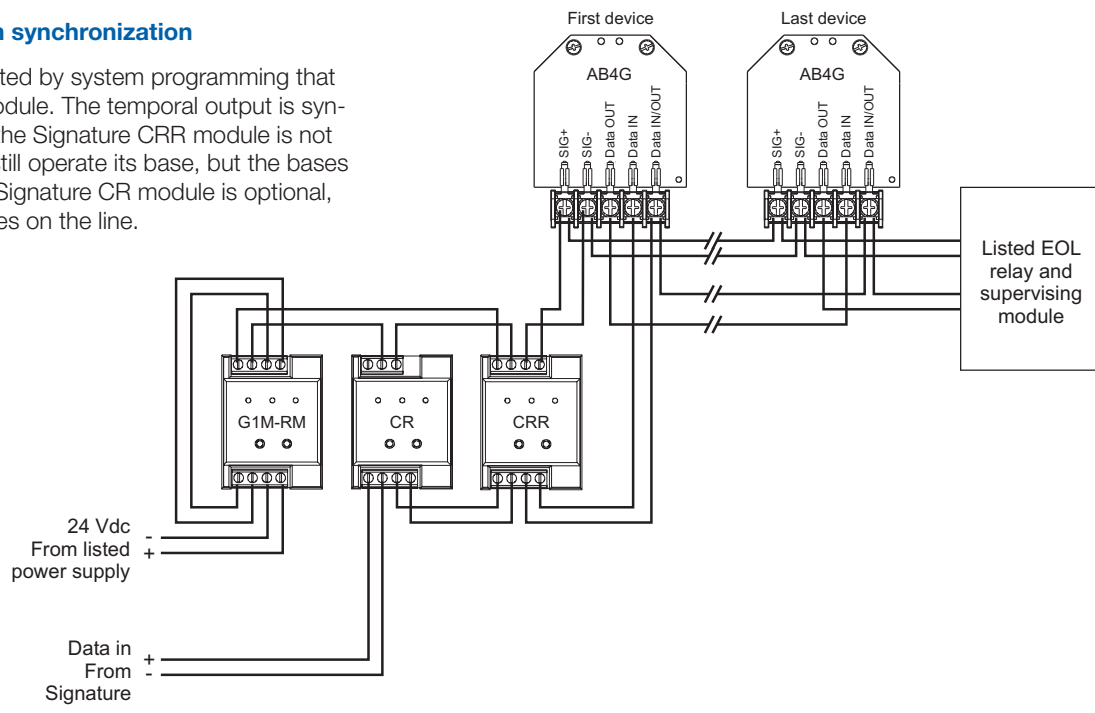 n synchronization
ted by system programming that
odule. The temporal output is syn-
the Signature CRR module is not
still operate its base, but the bases
Signature CR module is optional,
es on the line.
First device
Last device
AB4G
AB4G
SIG+
SIG-
Data OUT
Data IN
Data IN/OUT
SIG+
SIG-
Data OUT
Data IN
Data IN/OUT
Listed EOL
relay and
supervising
module
G1M-RM
CR
CRR
24 Vdc
From listed
power supply
-
+
Data in
From
Signature
+
-